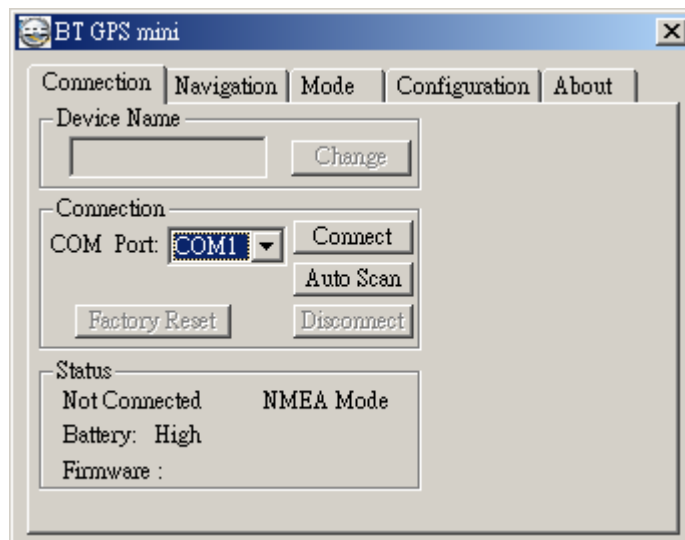 BT GPS mini
Connection Navigation Mode Configuration About
Device Name
Change
Connection
COM Port: COM1 Connect
Auto Scan
Factory Reset Disconnect
Status
Not Connected NMEA Mode
Battery: High
Firmware :